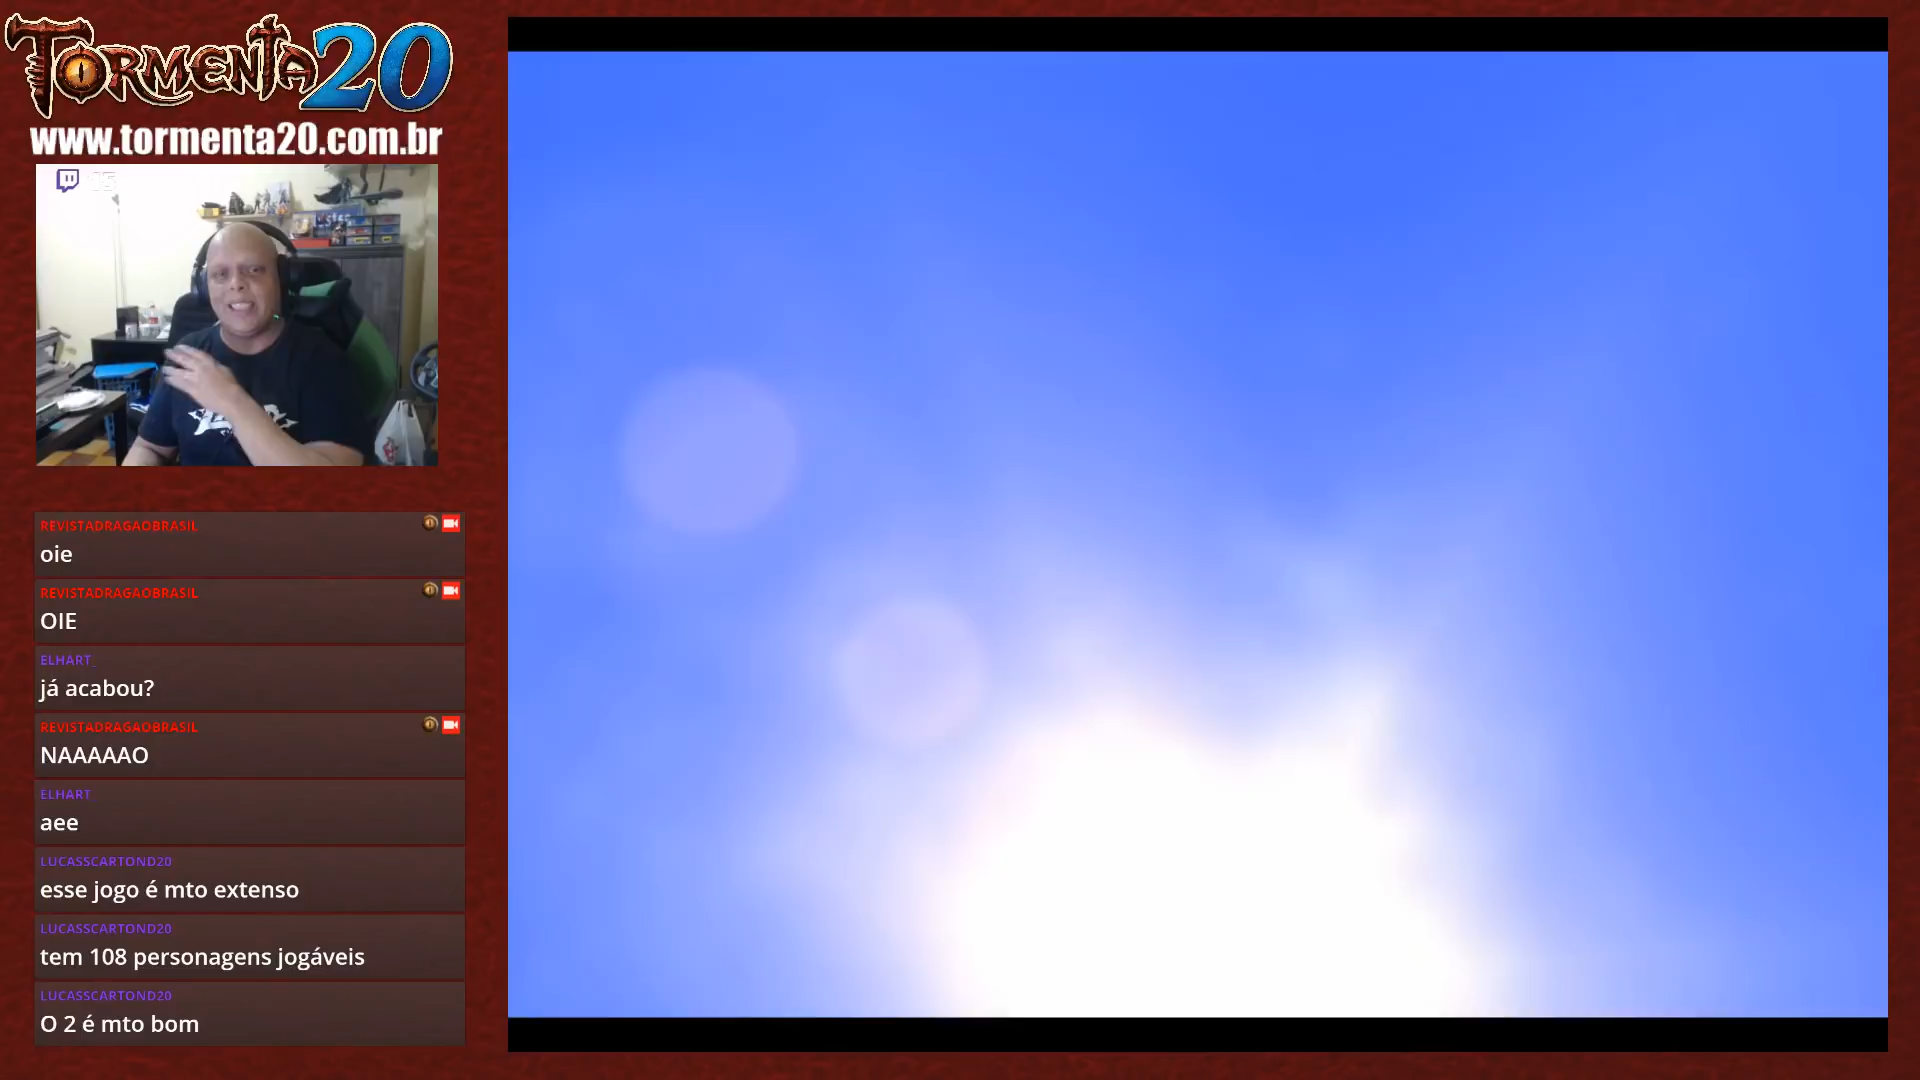 TORMENTA20
www.tormenta20.com.br
REVISTADRAGAOBRASIL
oie
REVISTADRAGAOBRASIL
OIE
ELHART_
já acabou?
REVISTADRAGAOBRASIL
NAAAAAO
ELHART_
aee
LUCASSCARTOND20
esse jogo é mto extenso
LUCASSCARTOND20
tem 108 personagens jogáveis
LUCASSCARTOND20
O 2 é mto bom